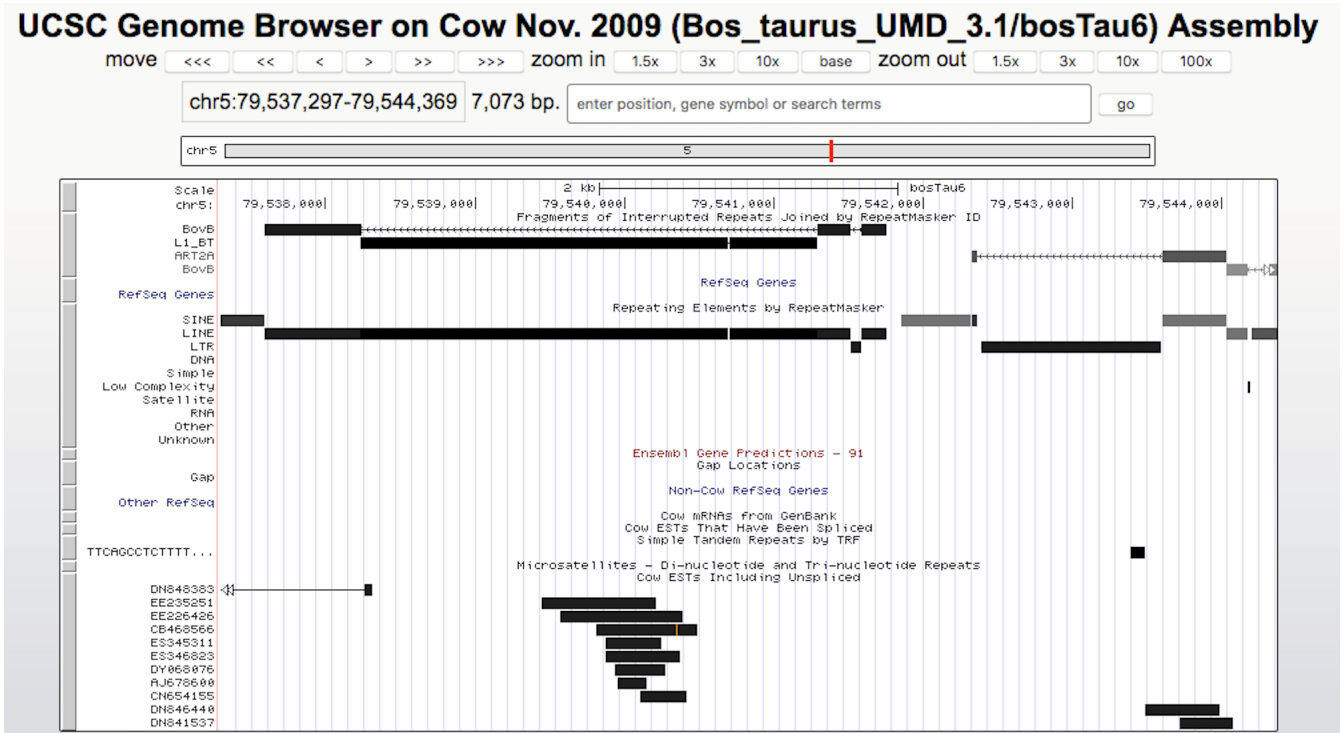 UCSC Genome Browser on Cow Nov. 2009 (Bos_taurus_UMD_3.1/bosTau6) Assembly
move <<< << < > >> >>> zoom in 1.5x 3x 10x base zoom out 1.5x 3x 10x 100x
chr5:79,537,297-79,544,369 7,073 bp. enter position, gene symbol or search terms go
chr5 5
Scale 2 kb bosTau6
chr5: 79,538,000 79,539,000 79,540,000 79,541,000 79,542,000 79,543,000 79,544,000
Fragments of Interrupted Repeats Joined by RepeatMasker ID
BovB
L1_BT
ART2A
BovB
RefSeq Genes
RefSeq Genes
Repeating Elements by RepeatMasker
SINE
LINE
LTR
DNA
Simple
Low Complexity
Satellite
RNA
Other
Unknown
Ensembl Gene Predictions - 91
Gap Locations
Gap
Non-Cow RefSeq Genes
Other RefSeq
Cow mRNAs from GenBank
Cow ESTs That Have Been Spliced
Simple Tandem Repeats by TRF
TTCAGCCTCTTTT...
Microsatellites - Di-nucleotide and Tri-nucleotide Repeats
Cow ESTs Including Unspliced
DN848383
EE235251
EE226426
CB468566
ES345311
ES346823
DY068076
AJ678600
CN654155
DN846440
DN841537